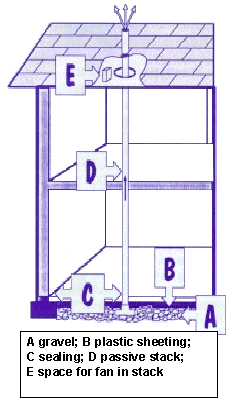 E
D
B
C
A
A gravel; B plastic sheeting;
C sealing; D passive stack;
E space for fan in stack